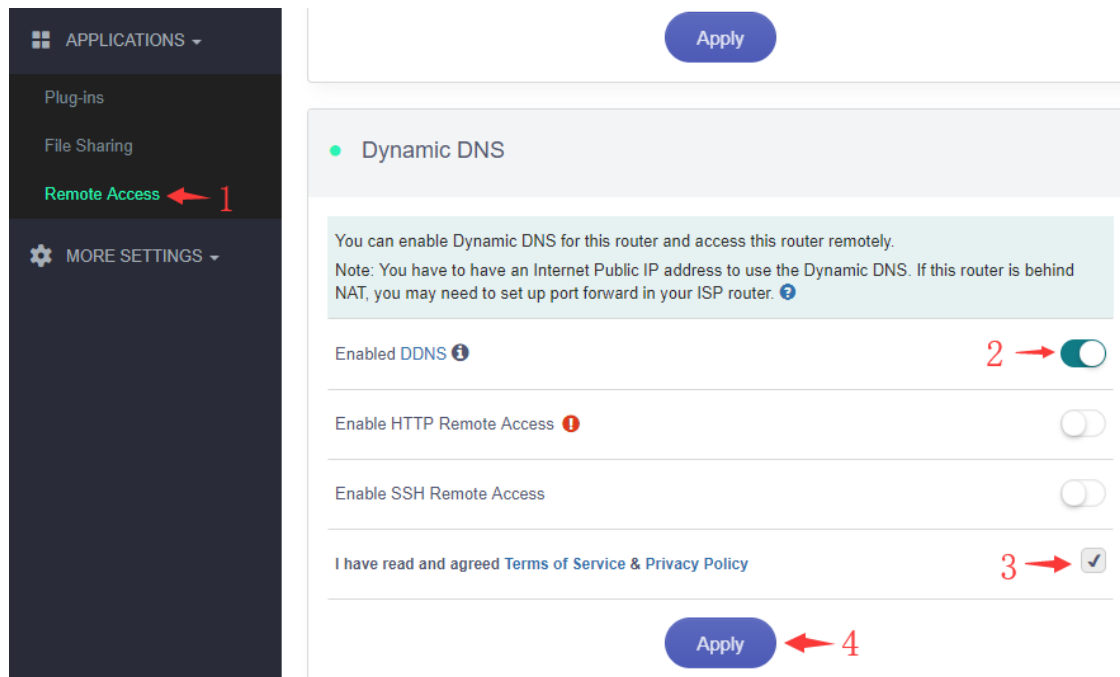 APPLICATIONS
Apply
Plug-ins
File Sharing
Remote Access 1
MORE SETTINGS
Dynamic DNS
You can enable Dynamic DNS for this router and access this router remotely.
Note: You have to have an Internet Public IP address to use the Dynamic DNS. If this router is behind
NAT, you may need to set up port forward in your ISP router. ?
Enabled DDNS i 2
Enable HTTP Remote Access !
Enable SSH Remote Access
I have read and agreed Terms of Service & Privacy Policy 3
Apply 4